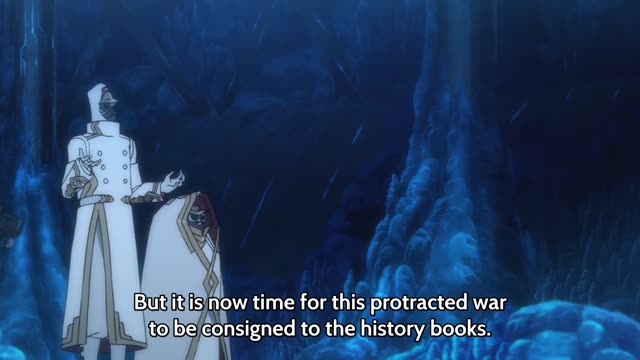 But it is now time for this protracted war
to be consigned to the history books.